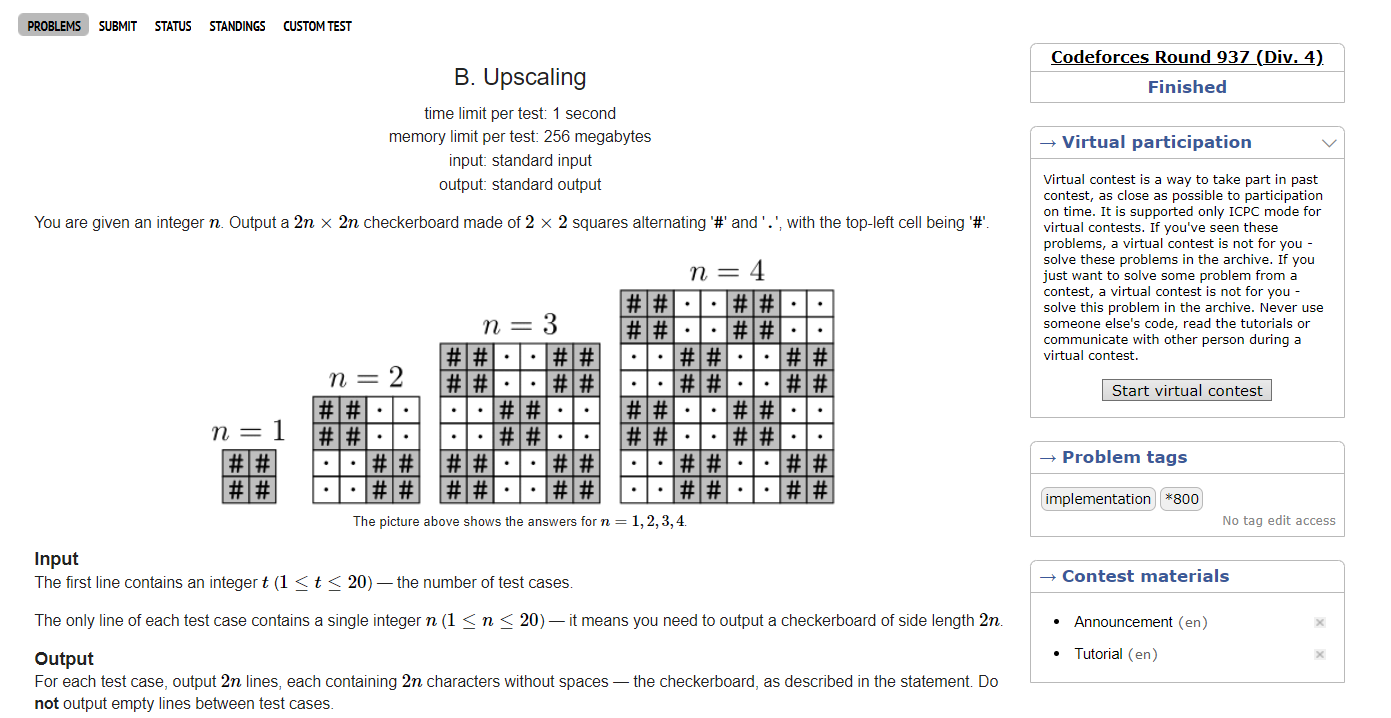 PROBLEMS SUBMIT STATUS STANDINGS CUSTOM TEST
B. Upscaling
time limit per test: 1 second
memory limit per test: 256 megabytes
input: standard input
output: standard output
You are given an integer n. Output a 2n × 2n checkerboard made of 2 × 2 squares alternating '#' and '.', with the top-left cell being '#'.
n = 1
##
##
n = 2
##..
##..
..##
..##
n = 3
##..##
##..##
..##..
..##..
##..##
##..##
n = 4
##..##..
##..##..
..##..##
..##..##
##..##..
##..##..
..##..##
..##..##
The picture above shows the answers for n = 1, 2, 3, 4.
Input
The first line contains an integer t (1 ≤ t ≤ 20) — the number of test cases.
The only line of each test case contains a single integer n (1 ≤ n ≤ 20) — it means you need to output a checkerboard of side length 2n.
Output
For each test case, output 2n lines, each containing 2n characters without spaces — the checkerboard, as described in the statement. Do
not output empty lines between test cases.
Codeforces Round 937 (Div. 4)
Finished
→ Virtual participation
Virtual contest is a way to take part in past
contest, as close as possible to participation
on time. It is supported only ICPC mode for
virtual contests. If you've seen these
problems, a virtual contest is not for you -
solve these problems in the archive. If you
just want to solve some problem from a
contest, a virtual contest is not for you -
solve this problem in the archive. Never use
someone else's code, read the tutorials or
communicate with other person during a
virtual contest.
Start virtual contest
→ Problem tags
implementation *800
No tag edit access
→ Contest materials
• Announcement (en)
• Tutorial (en)